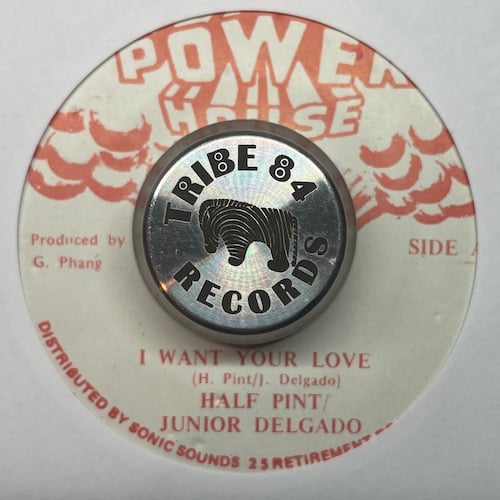 POWER
HOUSE
TRIBE 84
RECORDS
Produced by
G. Phang
SIDE A
I WANT YOUR LOVE
(H. Pint/J. Delgado)
HALF PINT/
JUNIOR DELGADO
DISTRIBUTED BY SONIC SOUNDS 25 RETIREMENT